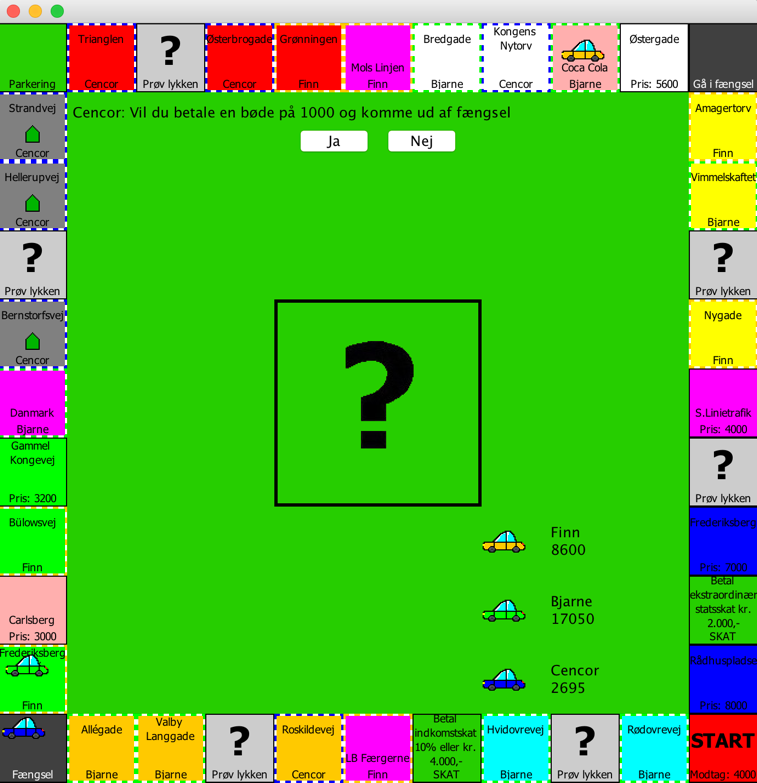 Parkering
Trianglen
Cencor
?
Prøv lykken
Østerbrogade
Cencor
Grønningen
Finn
Mols Linjen
Finn
Bredgade
Bjarne
Kongens
Nytorv
Cencor
Coca Cola
Bjarne
Østergade
Pris: 5600
Gå i fængsel
Strandvej
Cencor
Hellerupvej
Cencor
?
Prøv lykken
Bernstorfsvej
Cencor
Danmark
Bjarne
Gammel
Kongevej
Pris: 3200
Bülowsvej
Finn
Carlsberg
Pris: 3000
Frederiksberg
Finn
Cencor: Vil du betale en bøde på 1000 og komme ud af fængsel
Ja
Nej
?
Finn
8600
Bjarne
17050
Cencor
2695
Amagertorv
Finn
Vimmelskaftet
Bjarne
?
Prøv lykken
Nygade
Finn
S.Linietrafik
Pris: 4000
?
Prøv lykken
Frederiksberg
Pris: 7000
Betal
ekstraordinær
statsskat kr.
2.000,-
SKAT
Rådhuspladse
Pris: 8000
Fængsel
Allégade
Bjarne
Valby
Langgade
Bjarne
?
Prøv lykken
Roskildevej
Cencor
LB Færgerne
Finn
Betal
indkomstskat
10% eller kr.
4.000,-
SKAT
Hvidovrevej
Bjarne
?
Prøv lykken
Rødovrevej
Bjarne
START
Modtag: 4000